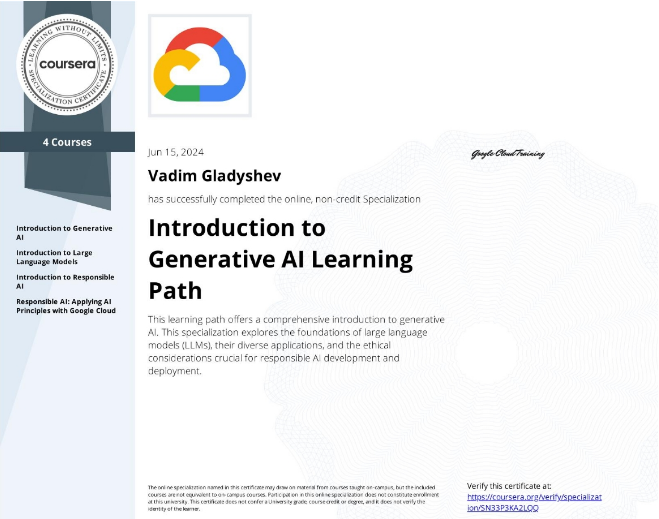 LEARNING WITHOUT LIMITS
coursera
SPECIALIZATION CERTIFICATE
4 Courses
Introduction to Generative
AI
Introduction to Large
Language Models
Introduction to Responsible
AI
Responsible AI: Applying AI
Principles with Google Cloud
Jun 15, 2024
Vadim Gladyshev
has successfully completed the online, non-credit Specialization
Introduction to
Generative AI Learning
Path
This learning path offers a comprehensive introduction to generative
AI. This specialization explores the foundations of large language
models (LLMs), their diverse applications, and the ethical
considerations crucial for responsible AI development and
deployment.
Google Cloud Training
The online specialization named in this certificate may draw on material from courses taught on-campus, but the included
courses are not equivalent to on-campus courses. Participation in this online specialization does not constitute enrollment
at this university. This certificate does not confer a University grade, course credit or degree, and it does not verify the
identity of the learner.
Verify this certificate at:
https://coursera.org/verify/specializat
ion/SN33P3KA2LQQ